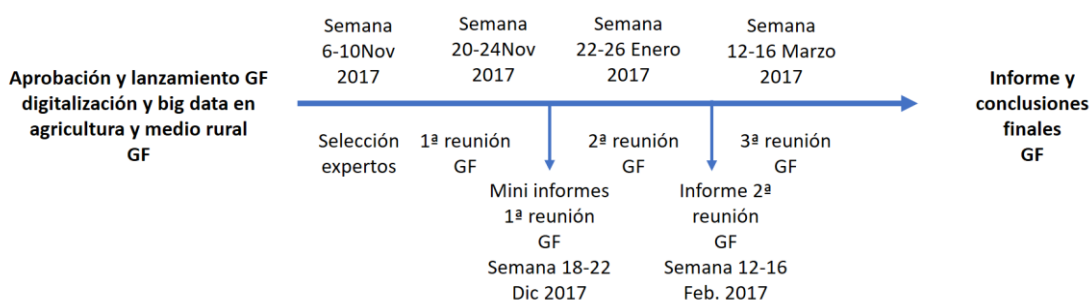 Aprobación y lanzamiento GF
digitalización y big data en
agricultura y medio rural
GF
Semana
6-10Nov
2017
Semana
20-24Nov
2017
Semana
22-26 Enero
2017
Semana
12-16 Marzo
2017
Selección
expertos
1ª reunión
GF
2ª reunión
GF
3ª reunión
GF
Mini informes
1ª reunión
GF
Semana 18-22
Dic 2017
Informe 2ª
reunión
GF
Semana 12-16
Feb. 2017
Informe y
conclusiones
finales
GF